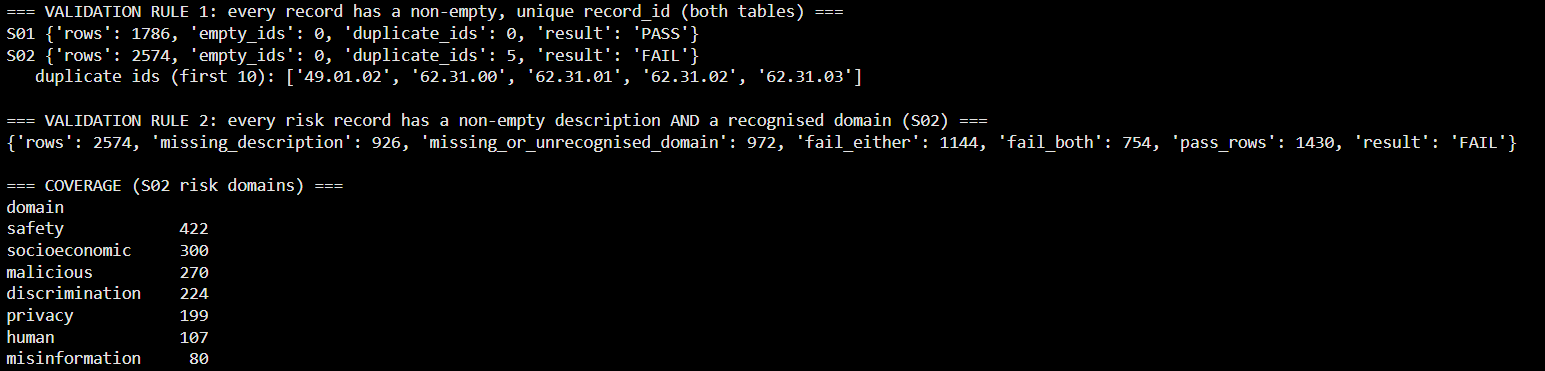 === VALIDATION RULE 1: every record has a non-empty, unique record_id (both tables) ===
S01 {'rows': 1786, 'empty_ids': 0, 'duplicate_ids': 0, 'result': 'PASS'}
S02 {'rows': 2574, 'empty_ids': 0, 'duplicate_ids': 5, 'result': 'FAIL'}
   duplicate ids (first 10): ['49.01.02', '62.31.00', '62.31.01', '62.31.02', '62.31.03']

=== VALIDATION RULE 2: every risk record has a non-empty description AND a recognised domain (S02) ===
{'rows': 2574, 'missing_description': 926, 'missing_or_unrecognised_domain': 972, 'fail_either': 1144, 'fail_both': 754, 'pass_rows': 1430, 'result': 'FAIL'}

=== COVERAGE (S02 risk domains) ===
domain
safety            422
socioeconomic     300
malicious         270
discrimination    224
privacy           199
human             107
misinformation     80